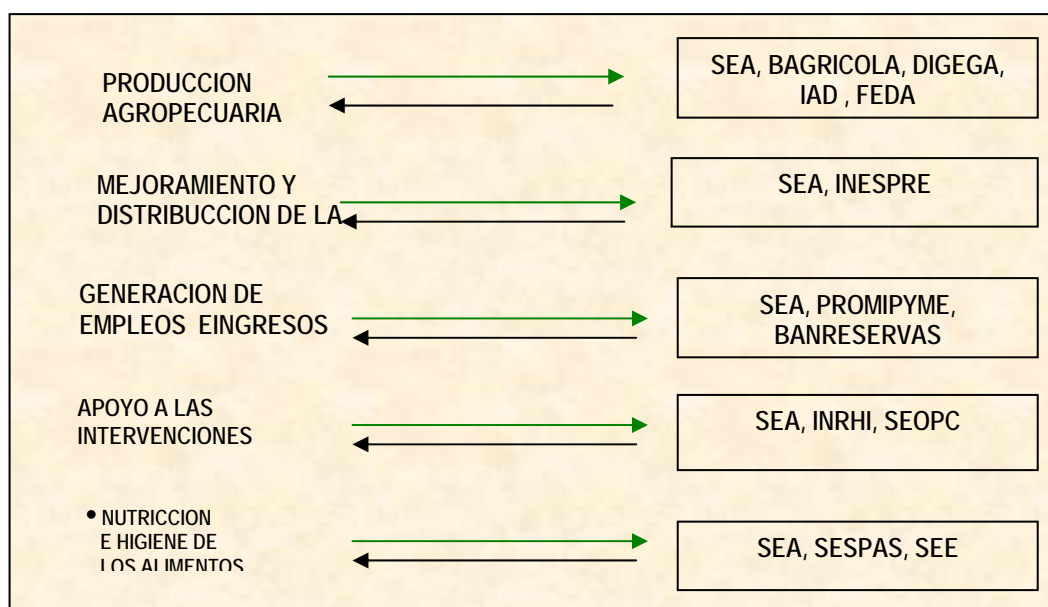 PRODUCCION
AGROPECUARIA
SEA, BAGRICOLA, DIGEGA,
IAD , FEDA
MEJORAMIENTO Y
DISTRIBUCCION DE LA
SEA, INESPRE
GENERACION DE
EMPLEOS EINGRESOS
SEA, PROMIPYME,
BANRESERVAS
APOYO A LAS
INTERVENCIONES
SEA, INRHI, SEOPC
• NUTRICCION
E HIGIENE DE
LOS ALIMENTOS
SEA, SESPAS, SEE